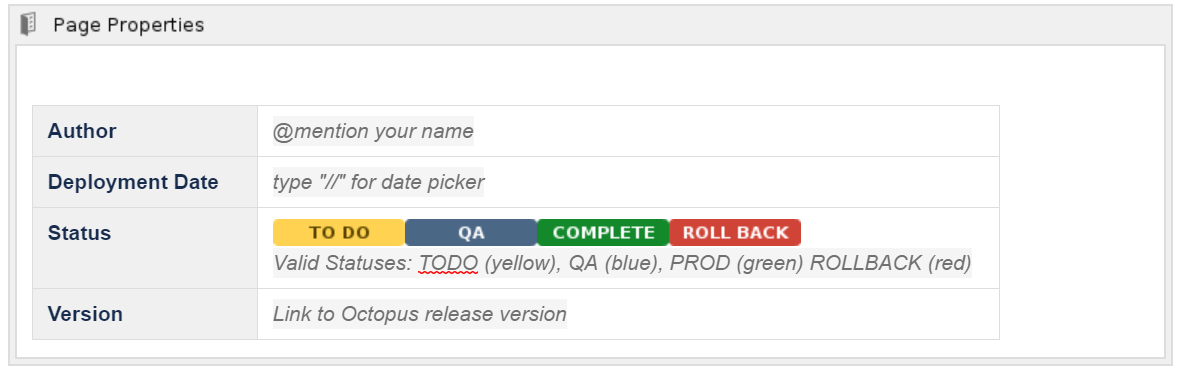 Page Properties
Author
@mention your name
Deployment Date
type "//" for date picker
Status
TO DO QA COMPLETE ROLL BACK
Valid Statuses: TODO (yellow), QA (blue), PROD (green) ROLLBACK (red)
Version
Link to Octopus release version